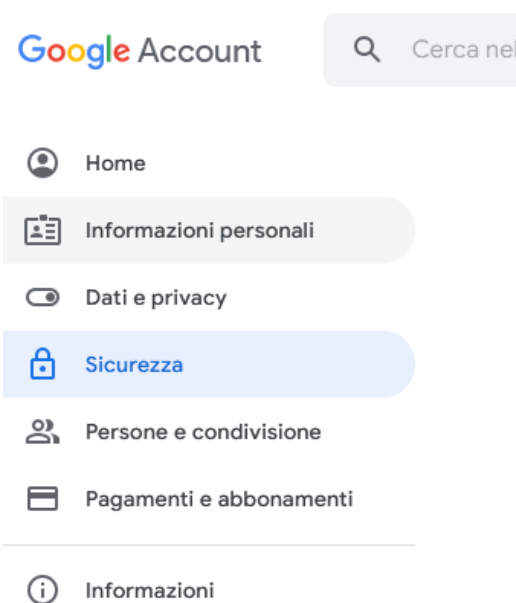 Google Account
Cerca nel
Home
Informazioni personali
Dati e privacy
Sicurezza
Persone e condivisione
Pagamenti e abbonamenti
Informazioni